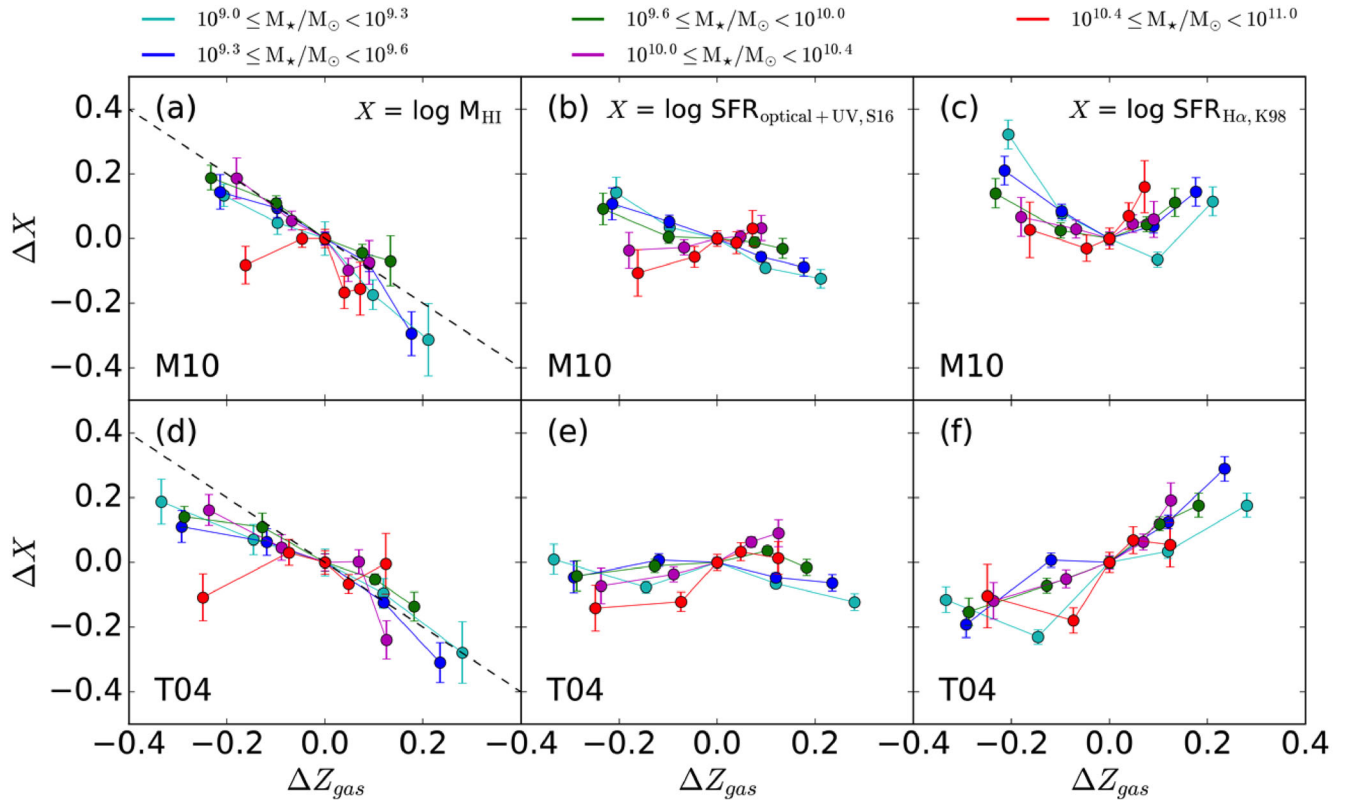 10^9.0 ≤ M⋆/M⊙ < 10^9.3
10^9.6 ≤ M⋆/M⊙ < 10^10.0
10^10.4 ≤ M⋆/M⊙ < 10^11.0
10^9.3 ≤ M⋆/M⊙ < 10^9.6
10^10.0 ≤ M⋆/M⊙ < 10^10.4
(a) X = log M_HI
(b) X = log SFR_optical+UV,S16
(c) X = log SFR_Hα,K98
0.4
0.2
0.0
−0.2
−0.4
ΔX
M10
M10
M10
(d)
(e)
(f)
0.4
0.2
0.0
−0.2
−0.4
ΔX
T04
T04
T04
−0.4 −0.2 0.0 0.2 −0.4 −0.2 0.0 0.2 −0.4 −0.2 0.0 0.2 0.4
ΔZ_gas
ΔZ_gas
ΔZ_gas